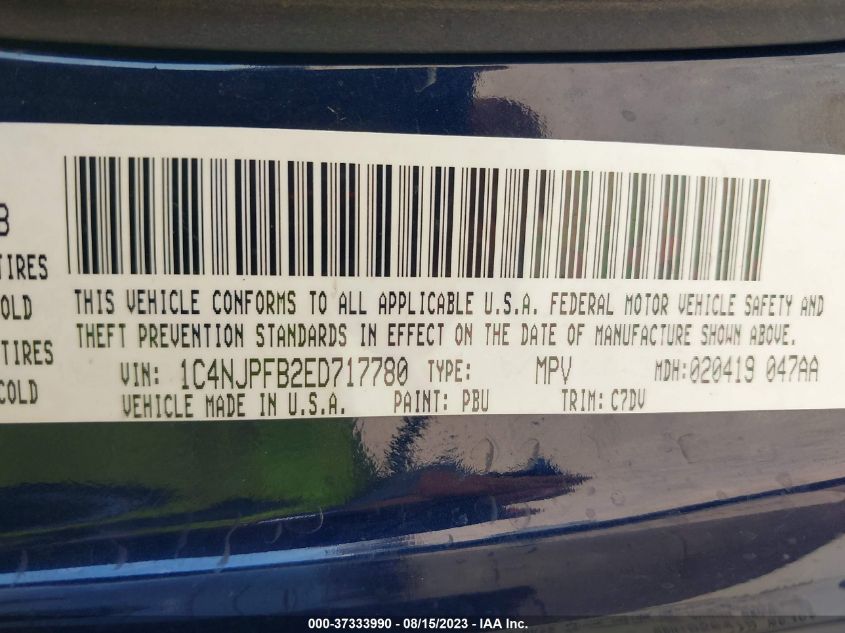 B
TIRES
OLD
THIS VEHICLE CONFORMS TO ALL APPLICABLE U.S.A. FEDERAL MOTOR VEHICLE SAFETY AND
THEFT PREVENTION STANDARDS IN EFFECT ON THE DATE OF MANUFACTURE SHOWN ABOVE.
TIRES
VIN: 1C4NJPFB2ED717780 TYPE: MPV MDH: 020419 047AA
COLD
VEHICLE MADE IN U.S.A. PAINT: PBU TRIM: C7DV
000-37333990 - 08/15/2023 - IAA Inc.